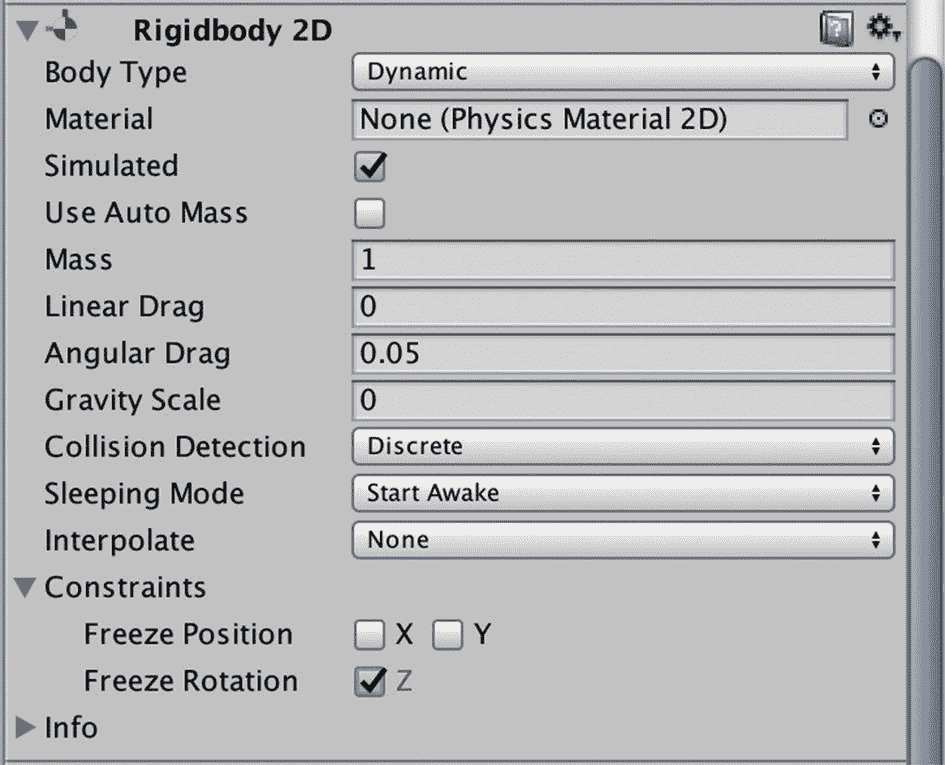 Rigidbody 2D
Body Type Dynamic
Material None (Physics Material 2D)
Simulated
Use Auto Mass
Mass 1
Linear Drag 0
Angular Drag 0.05
Gravity Scale 0
Collision Detection Discrete
Sleeping Mode Start Awake
Interpolate None
Constraints
Freeze Position X Y
Freeze Rotation Z
Info